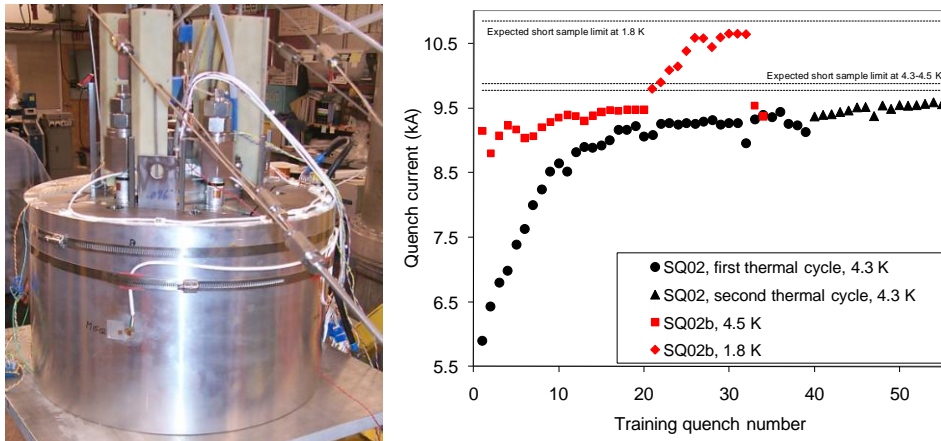 10.5
9.5
8.5
7.5
6.5
5.5
Quench current (kA)
Expected short sample limit at 1.8 K
Expected short sample limit at 4.3-4.5 K
SQ02, first thermal cycle, 4.3 K
SQ02, second thermal cycle, 4.3 K
SQ02b, 4.5 K
SQ02b, 1.8 K
0 10 20 30 40 50
Training quench number